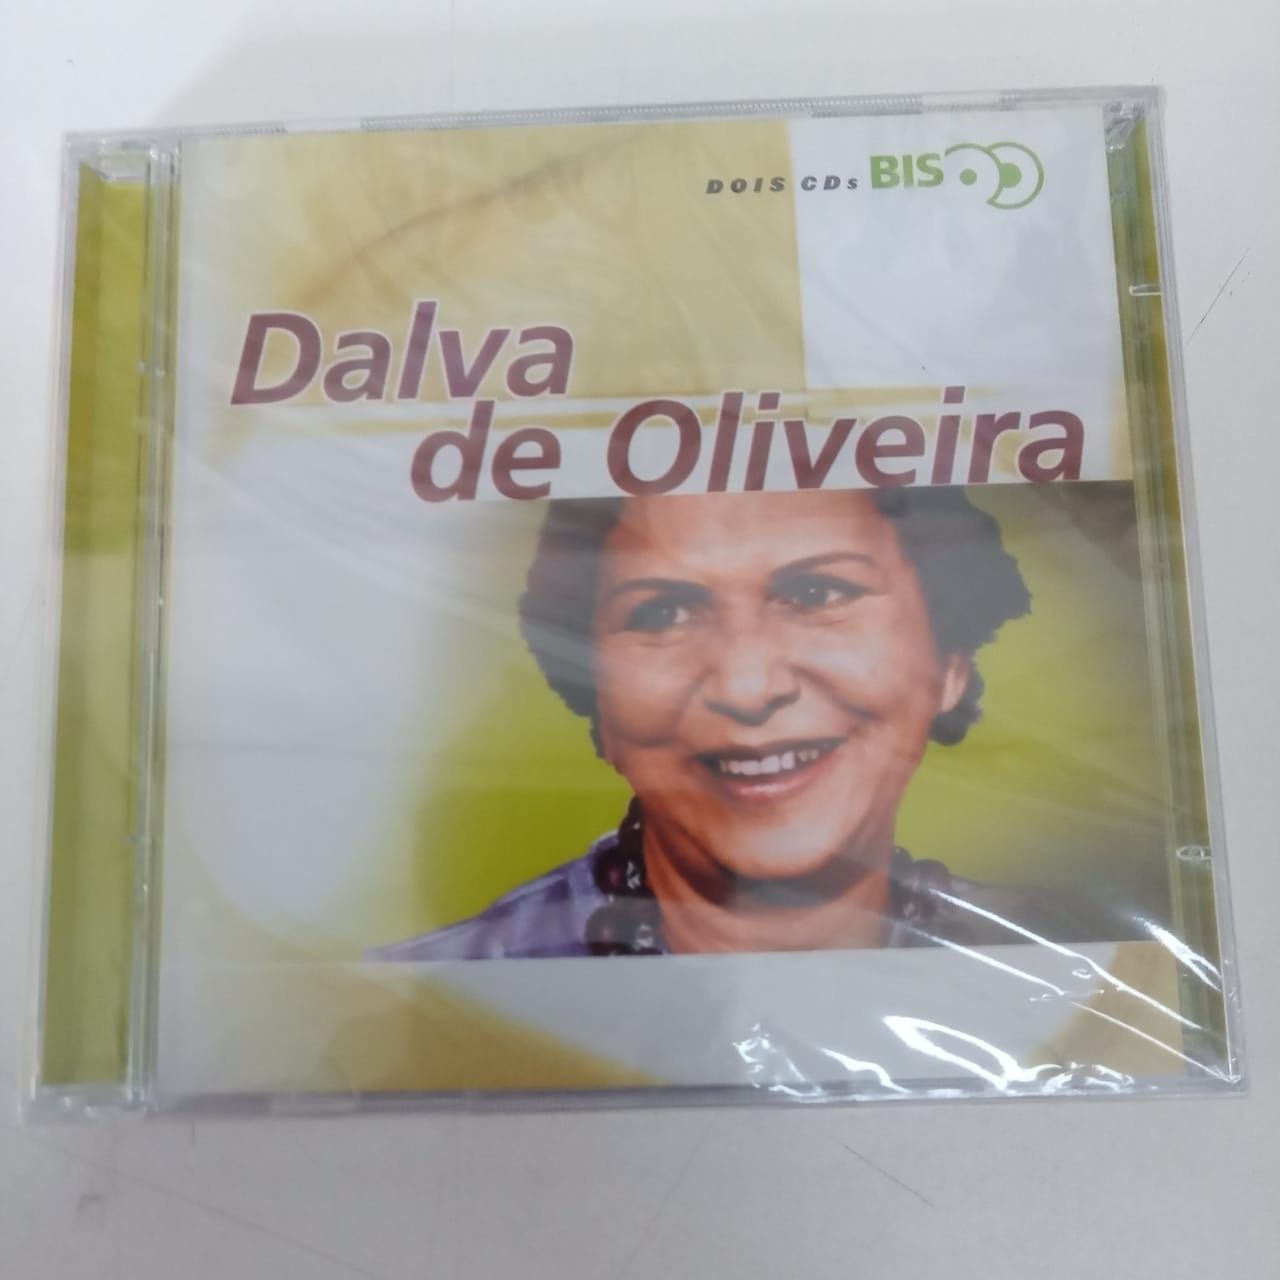 DOIS CDs BIS
Dalva
de Oliveira